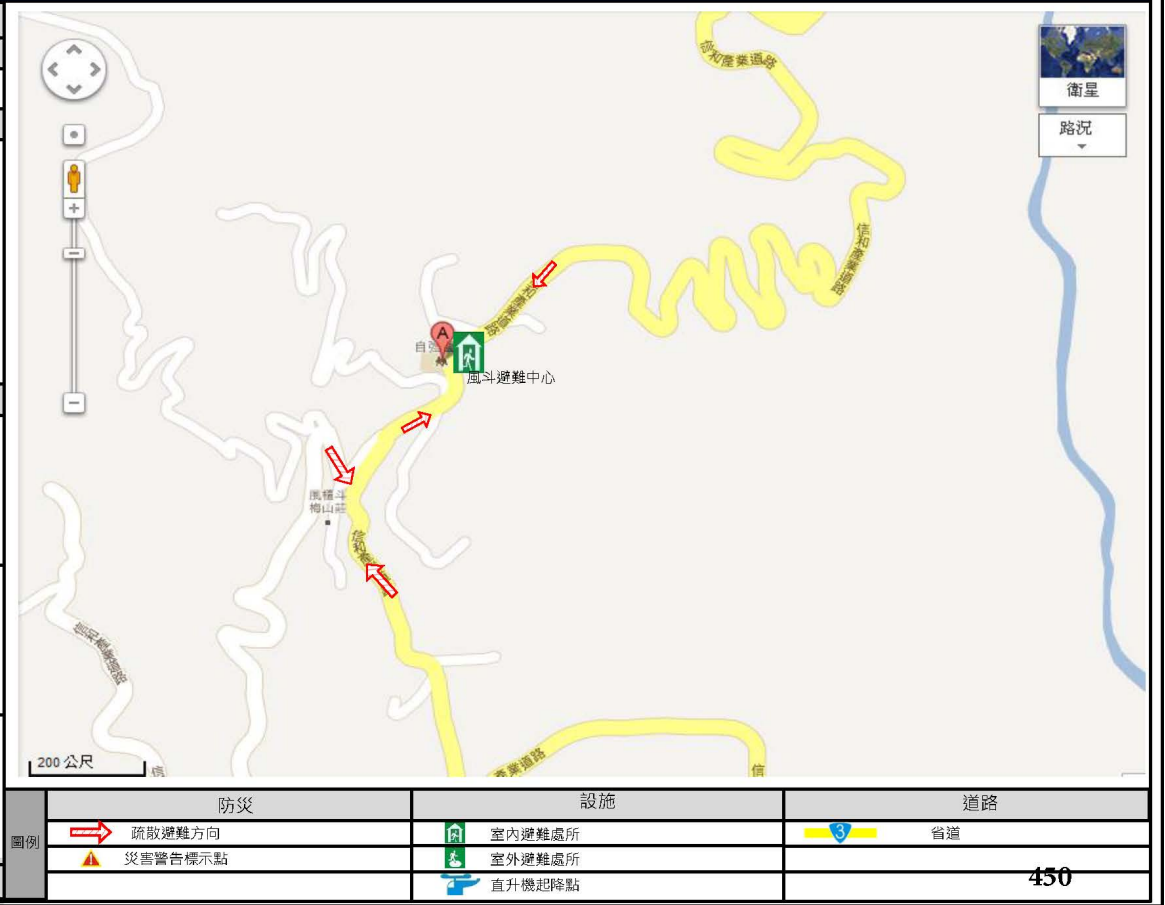 信和產業道路
衛星
路況
信和產業道路
和產業道路
A
自強
風斗避難中心
風櫃斗
梅山莊
信和產
信和產業道路
產業道路
信
信
200 公尺
圖例
防災
設施
道路
疏散避難方向
室內避難處所
3
省道
災害警告標示點
室外避難處所
直升機起降點
450